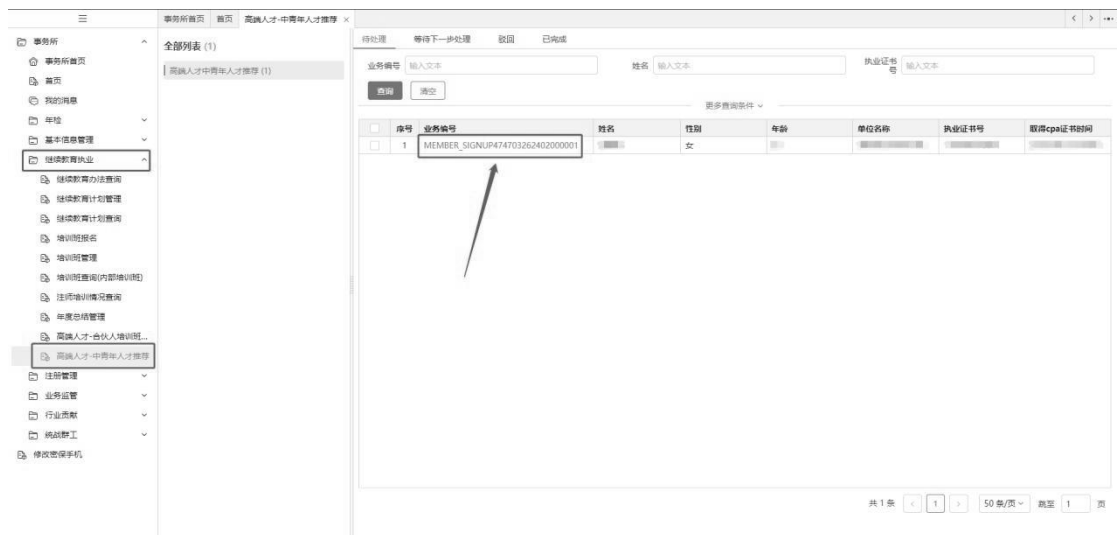 事务所首页 首页 高端人才-中青年人才推荐 ×
事务所
事务所首页
首页
我的消息
年检
基本信息管理
继续教育执业
继续教育办法查询
继续教育计划管理
继续教育计划查询
培训班报名
培训班管理
培训班查询(内部培训班)
注师培训情况查询
年度总结管理
高端人才-合伙人培训班...
高端人才-中青年人才推荐
注册管理
业务监管
行业贡献
统战群工
修改密保手机
全部列表 (1)
高端人才中青年人才推荐 (1)
待处理 等待下一步处理 驳回 已完成
业务编号 输入文本 姓名 输入文本 执业证书号 输入文本
查询 清空
更多查询条件
序号 业务编号 姓名 性别 年龄 单位名称 执业证书号 取得cpa证书时间
1 MEMBER_SIGNUP474703262402000001 女
共 1 条 < 1 > 50 条/页 跳至 1 页